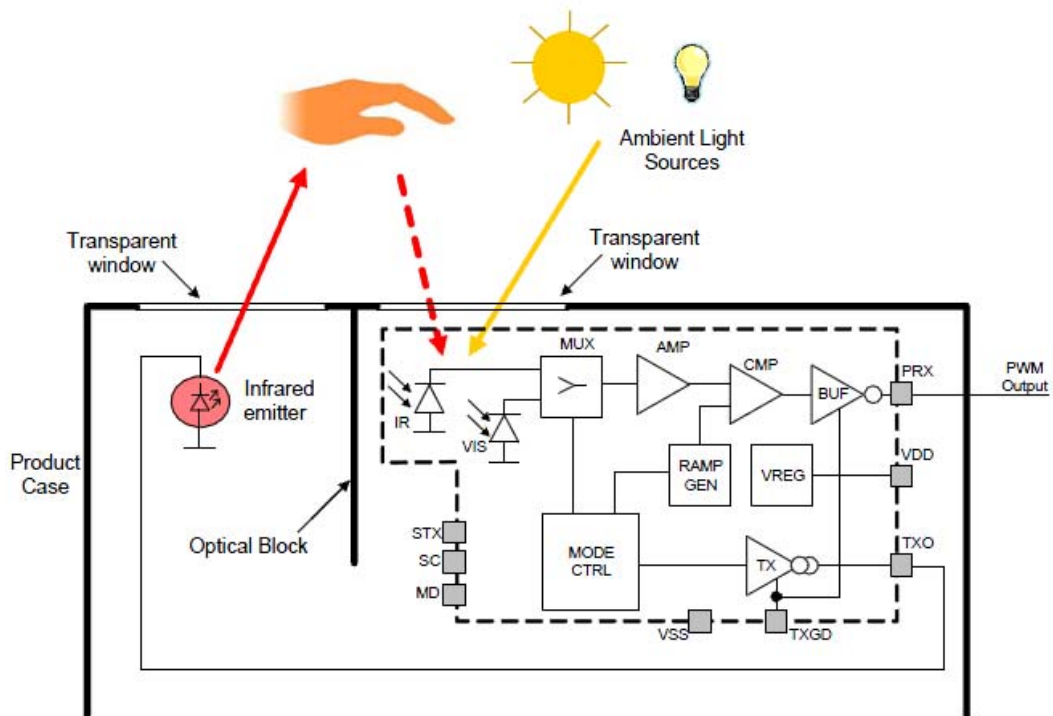 Ambient Light
Sources
Transparent
window
Transparent
window
MUX
AMP
CMP
PRX
PWM
Output
BUF
Infrared
emitter
IR
VIS
Product
Case
RAMP
GEN
VREG
VDD
Optical Block
STX
SC
MD
MODE
CTRL
TX
TXO
VSS
TXGD